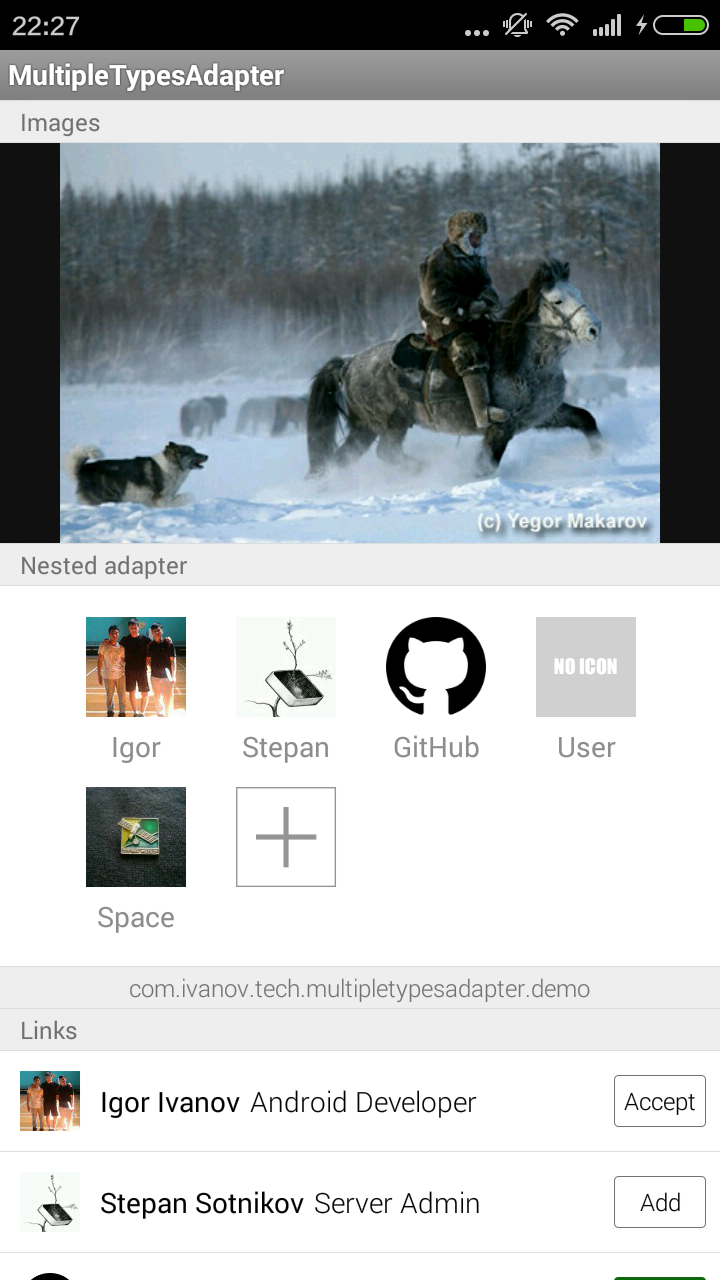 22:27
MultipleTypesAdapter
Images
(c) Yegor Makarov
Nested adapter
NO ICON
Igor
Stepan
GitHub
User
Space
com.ivanov.tech.multipletypesadapter.demo
Links
Igor Ivanov Android Developer
Accept
Stepan Sotnikov Server Admin
Add